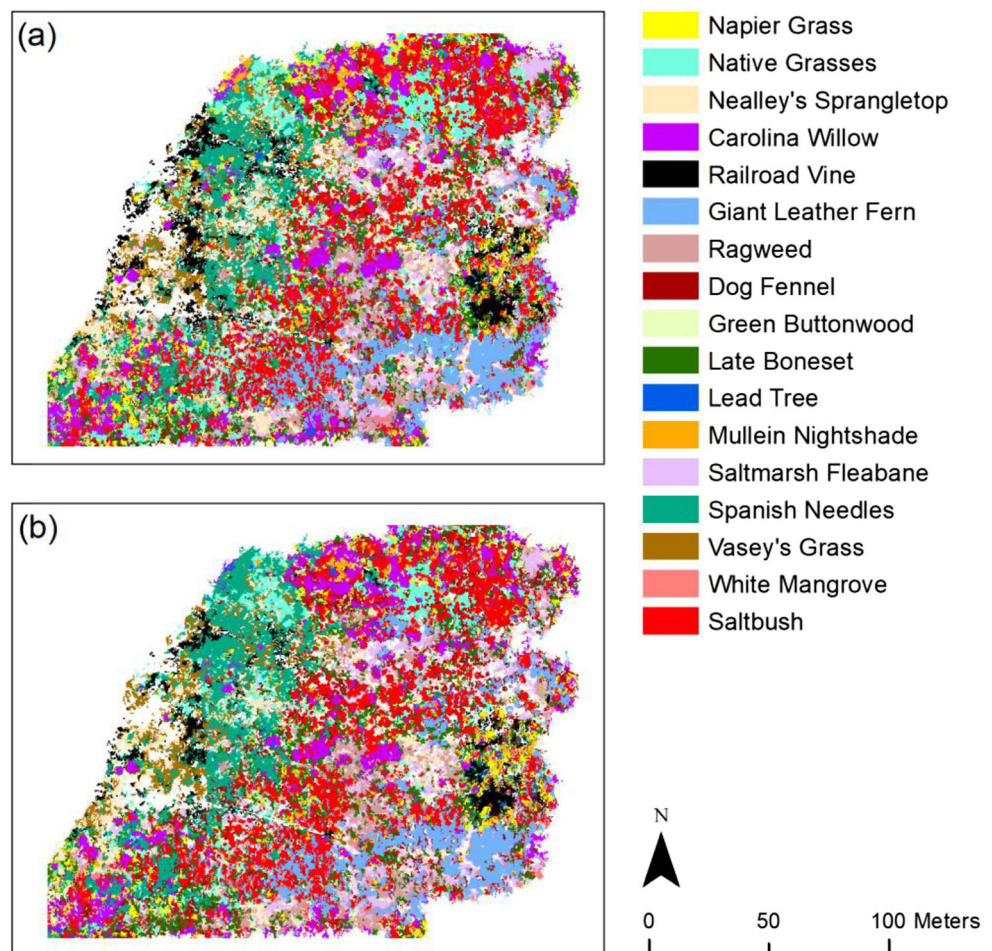 (a)
(b)
Napier Grass
Native Grasses
Nealley's Sprangletop
Carolina Willow
Railroad Vine
Giant Leather Fern
Ragweed
Dog Fennel
Green Buttonwood
Late Boneset
Lead Tree
Mullein Nightshade
Saltmarsh Fleabane
Spanish Needles
Vasey's Grass
White Mangrove
Saltbush
N
0 50 100 Meters